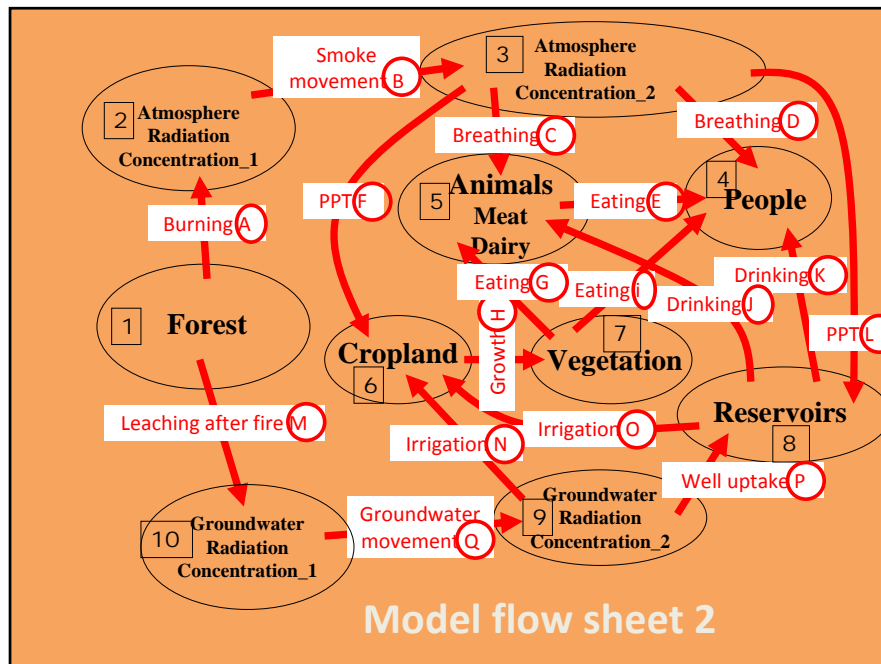 Smoke
movement B
3 Atmosphere
Radiation
Concentration_2
2 Atmosphere
Radiation
Concentration_1
Breathing C
Breathing D
5 Animals
Meat
Dairy
PPT F
Eating E
4
People
Burning A
Eating G
Eating i
Drinking J
Drinking K
PPT L
1 Forest
Growth H
Cropland
6
7
Vegetation
Reservoirs
8
Leaching after fire M
Irrigation N
Irrigation O
Well uptake P
10 Groundwater
Radiation
Concentration_1
Groundwater
movement Q
9 Groundwater
Radiation
Concentration_2
Model flow sheet 2